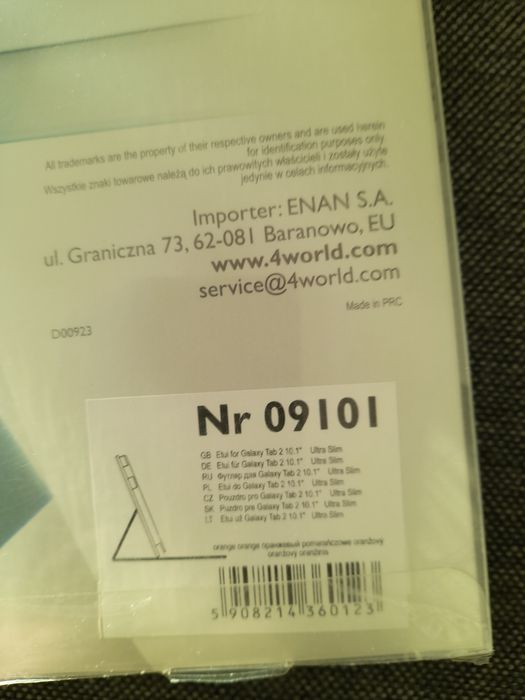 All trademarks are the property of their respective owners and are used herein
for identification purposes only.
Wszystkie znaki towarowe należą do ich prawowitych właścicieli i zostały użyte
jedynie w celach informacyjnych.
Importer: ENAN S.A.
ul. Graniczna 73, 62-081 Baranowo, EU
www.4world.com
service@4world.com
Made in PRC
D00923
Nr 09101
GB Etui for Galaxy Tab 2 10.1" Ultra Slim
DE Etui für Galaxy Tab 2 10.1" Ultra Slim
RU Футляр для Galaxy Tab 2 10.1" Ultra Slim
PL Etui do Galaxy Tab 2 10.1" Ultra Slim
CZ Pouzdro pro Galaxy Tab 2 10.1" Ultra Slim
SK Puzdro pre Galaxy Tab 2 10.1" Ultra Slim
LT Etui už Galaxy Tab 2 10.1" Ultra Slim
orange orange оранжевый pomarańczowe oranžový
oranžový oranžinis
5 908214 360123